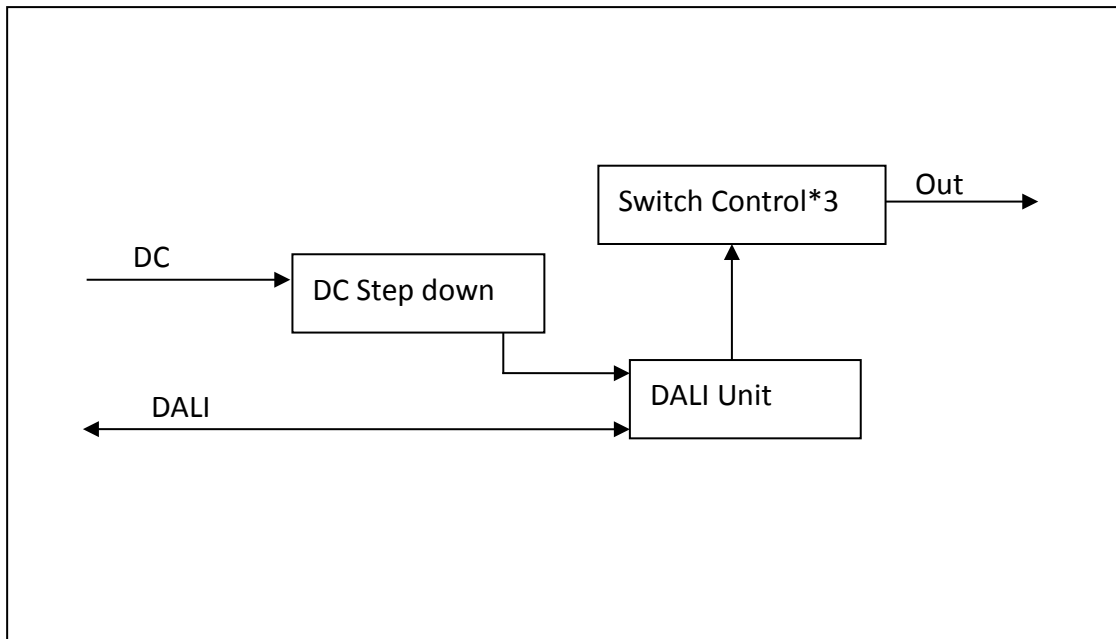 Switch Control*3
Out
DC
DC Step down
DALI Unit
DALI